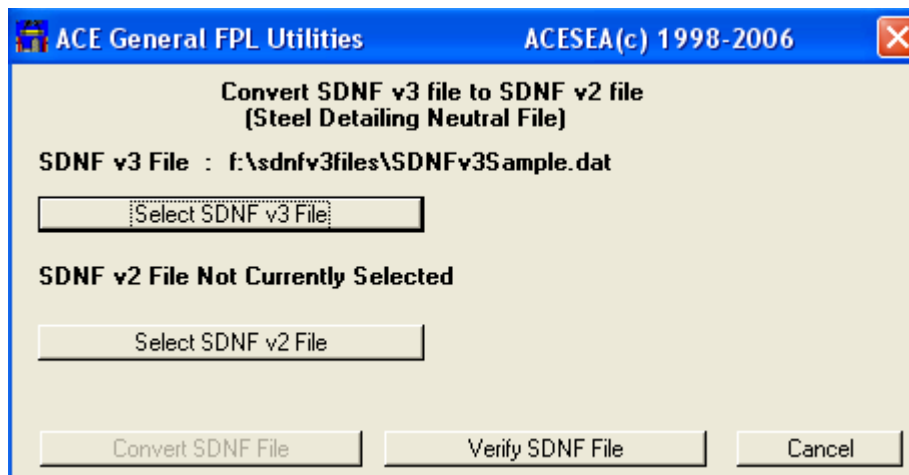 ACE General FPL Utilities ACESEA(c) 1998-2006
Convert SDNF v3 file to SDNF v2 file
(Steel Detailing Neutral File)
SDNF v3 File : f:\sdnfv3files\SDNFv3Sample.dat
Select SDNF v3 File
SDNF v2 File Not Currently Selected
Select SDNF v2 File
Convert SDNF File Verify SDNF File Cancel